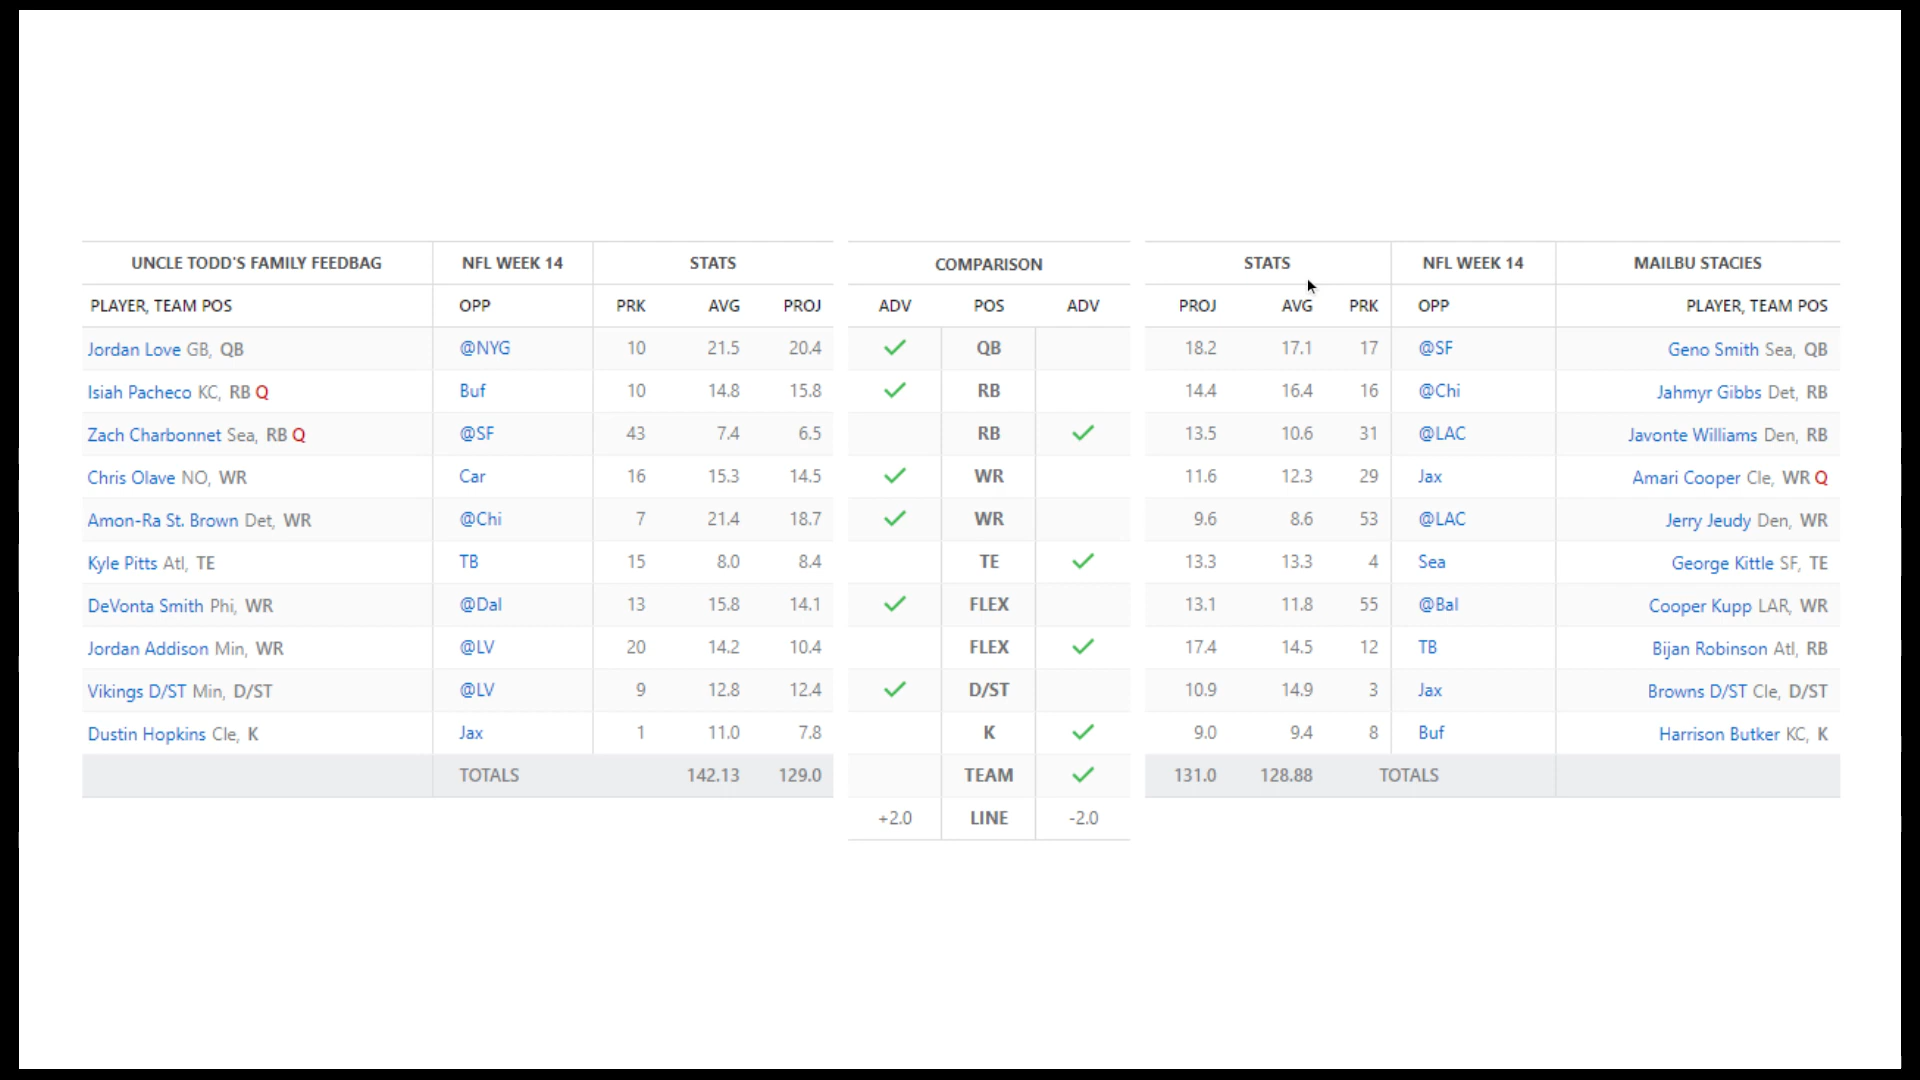 UNCLE TODD'S FAMILY FEEDBAG NFL WEEK 14 STATS COMPARISON STATS NFL WEEK 14 MAILBU STACIES
PLAYER, TEAM POS OPP PRK AVG PROJ ADV POS ADV PROJ AVG PRK OPP PLAYER, TEAM POS
Jordan Love GB, QB @NYG 10 21.5 20.4 QB 18.2 17.1 17 @SF Geno Smith Sea, QB
Isiah Pacheco KC, RB Q Buf 10 14.8 15.8 RB 14.4 16.4 16 @Chi Jahmyr Gibbs Det, RB
Zach Charbonnet Sea, RB Q @SF 43 7.4 6.5 RB 13.5 10.6 31 @LAC Javonte Williams Den, RB
Chris Olave NO, WR Car 16 15.3 14.5 WR 11.6 12.3 29 Jax Amari Cooper Cle, WR Q
Amon-Ra St. Brown Det, WR @Chi 7 21.4 18.7 WR 9.6 8.6 53 @LAC Jerry Jeudy Den, WR
Kyle Pitts Atl, TE TB 15 8.0 8.4 TE 13.3 13.3 4 Sea George Kittle SF, TE
DeVonta Smith Phi, WR @Dal 13 15.8 14.1 FLEX 13.1 11.8 55 @Bal Cooper Kupp LAR, WR
Jordan Addison Min, WR @LV 20 14.2 10.4 FLEX 17.4 14.5 12 TB Bijan Robinson Atl, RB
Vikings D/ST Min, D/ST @LV 9 12.8 12.4 D/ST 10.9 14.9 3 Jax Browns D/ST Cle, D/ST
Dustin Hopkins Cle, K Jax 1 11.0 7.8 K 9.0 9.4 8 Buf Harrison Butker KC, K
TOTALS 142.13 129.0 TEAM 131.0 128.88 TOTALS
+2.0 LINE -2.0